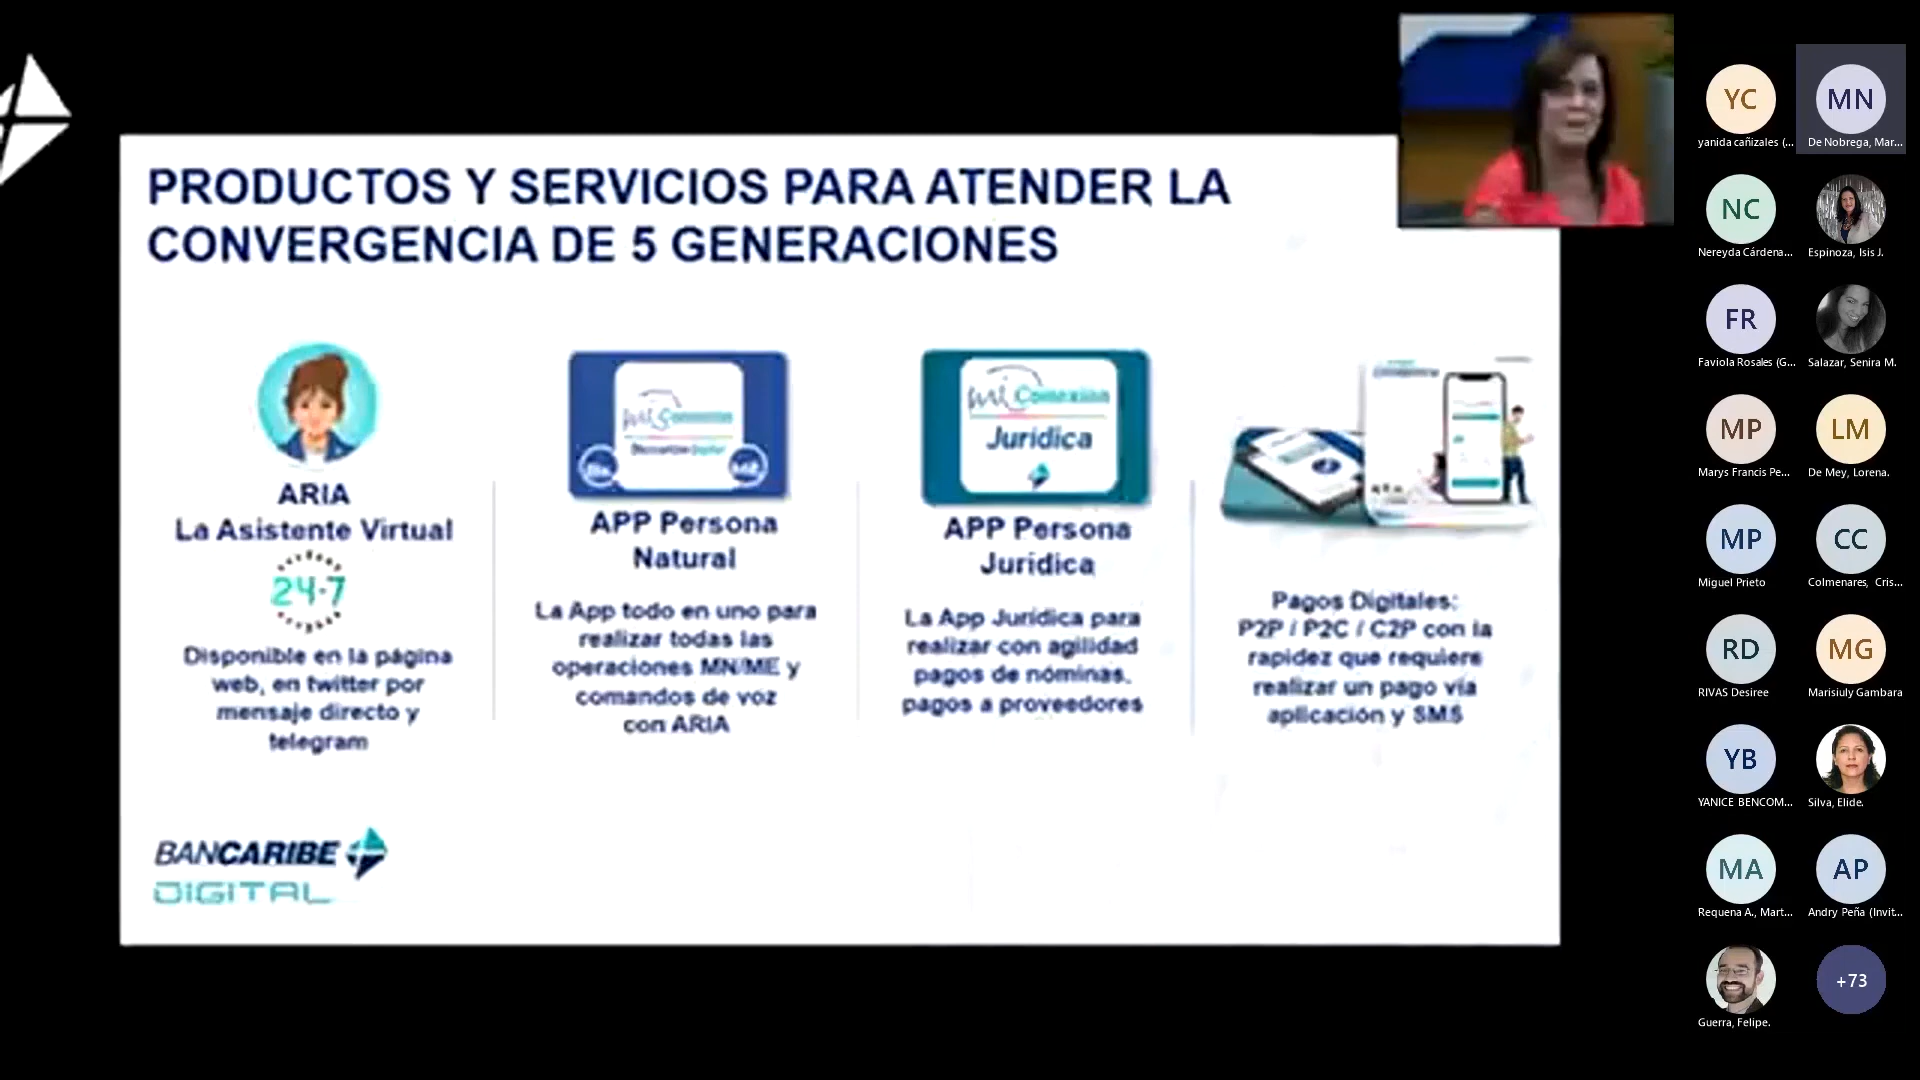 PRODUCTOS Y SERVICIOS PARA ATENDER LA
CONVERGENCIA DE 5 GENERACIONES
ARIA
La Asistente Virtual
24·7
Disponible en la página
web, en twitter por
mensaje directo y
telegram
mi Conexión
Bancaribe Digital
Bs
ME
APP Persona
Natural
La App todo en uno para
realizar todas las
operaciones MN/ME y
comandos de voz
con ARIA
mi Conexión
Jurídica
APP Persona
Jurídica
La App Jurídica para
realizar con agilidad
pagos de nóminas,
pagos a proveedores
Pagos Digitales:
P2P / P2C / C2P con la
rapidez que requiere
realizar un pago vía
aplicación y SMS
BANCARIBE
DIGITAL
YC
yanida cañizales (...
MN
De Nobrega, Mar...
NC
Nereyda Cárdena...
Espinoza, Isis J.
FR
Faviola Rosales (G...
Salazar, Senira M.
MP
Marys Francis Pe...
LM
De Mey, Lorena.
MP
Miguel Prieto
CC
Colmenares, Cris...
RD
RIVAS Desiree
MG
Marisiuly Gambara
YB
YANICE BENCOM...
Silva, Elide.
MA
Requena A., Mart...
AP
Andry Peña (Invit...
Guerra, Felipe.
+73